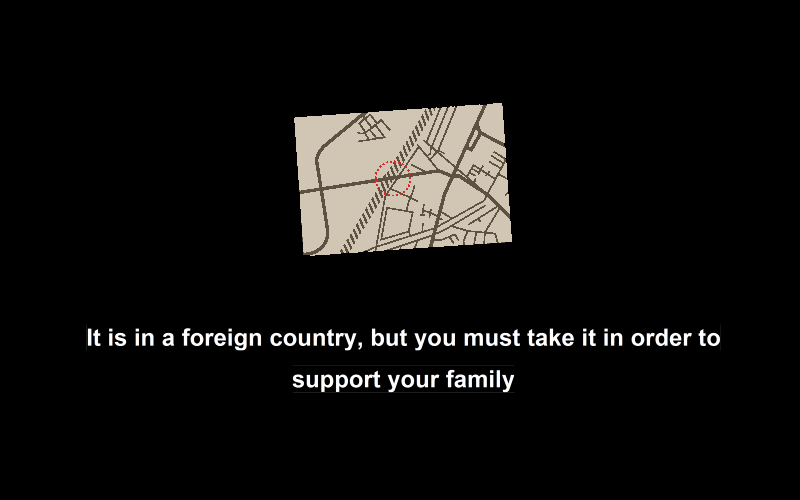 It is in a foreign country, but you must take it in order to
support your family